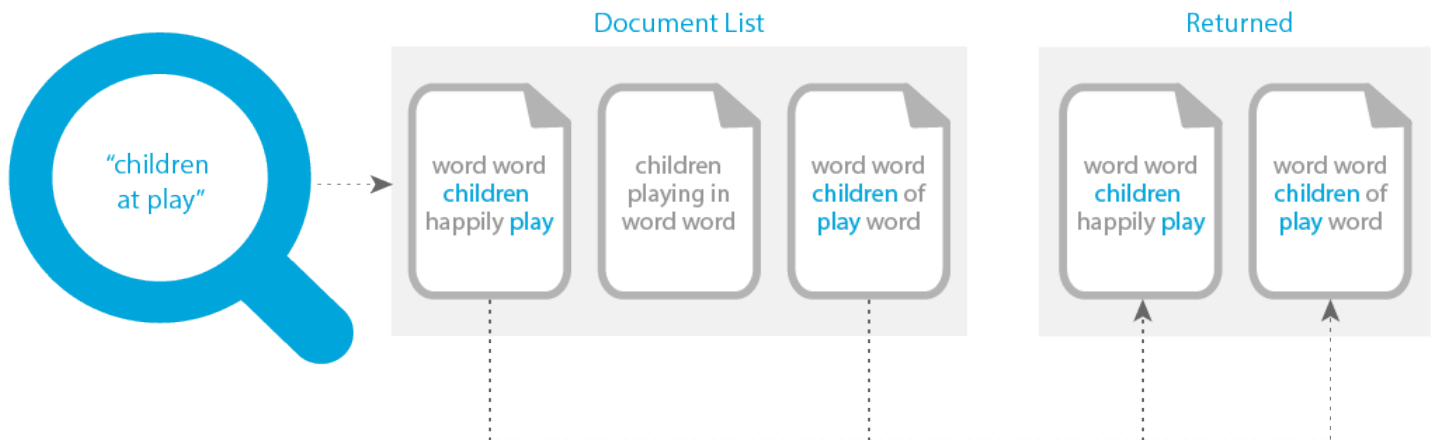 Document List
Returned
“children
at play”
word word
children
happily play
children
playing in
word word
word word
children of
play word
word word
children
happily play
word word
children of
play word